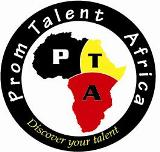 Prom Talent Africa
P T
A
Discover your talent